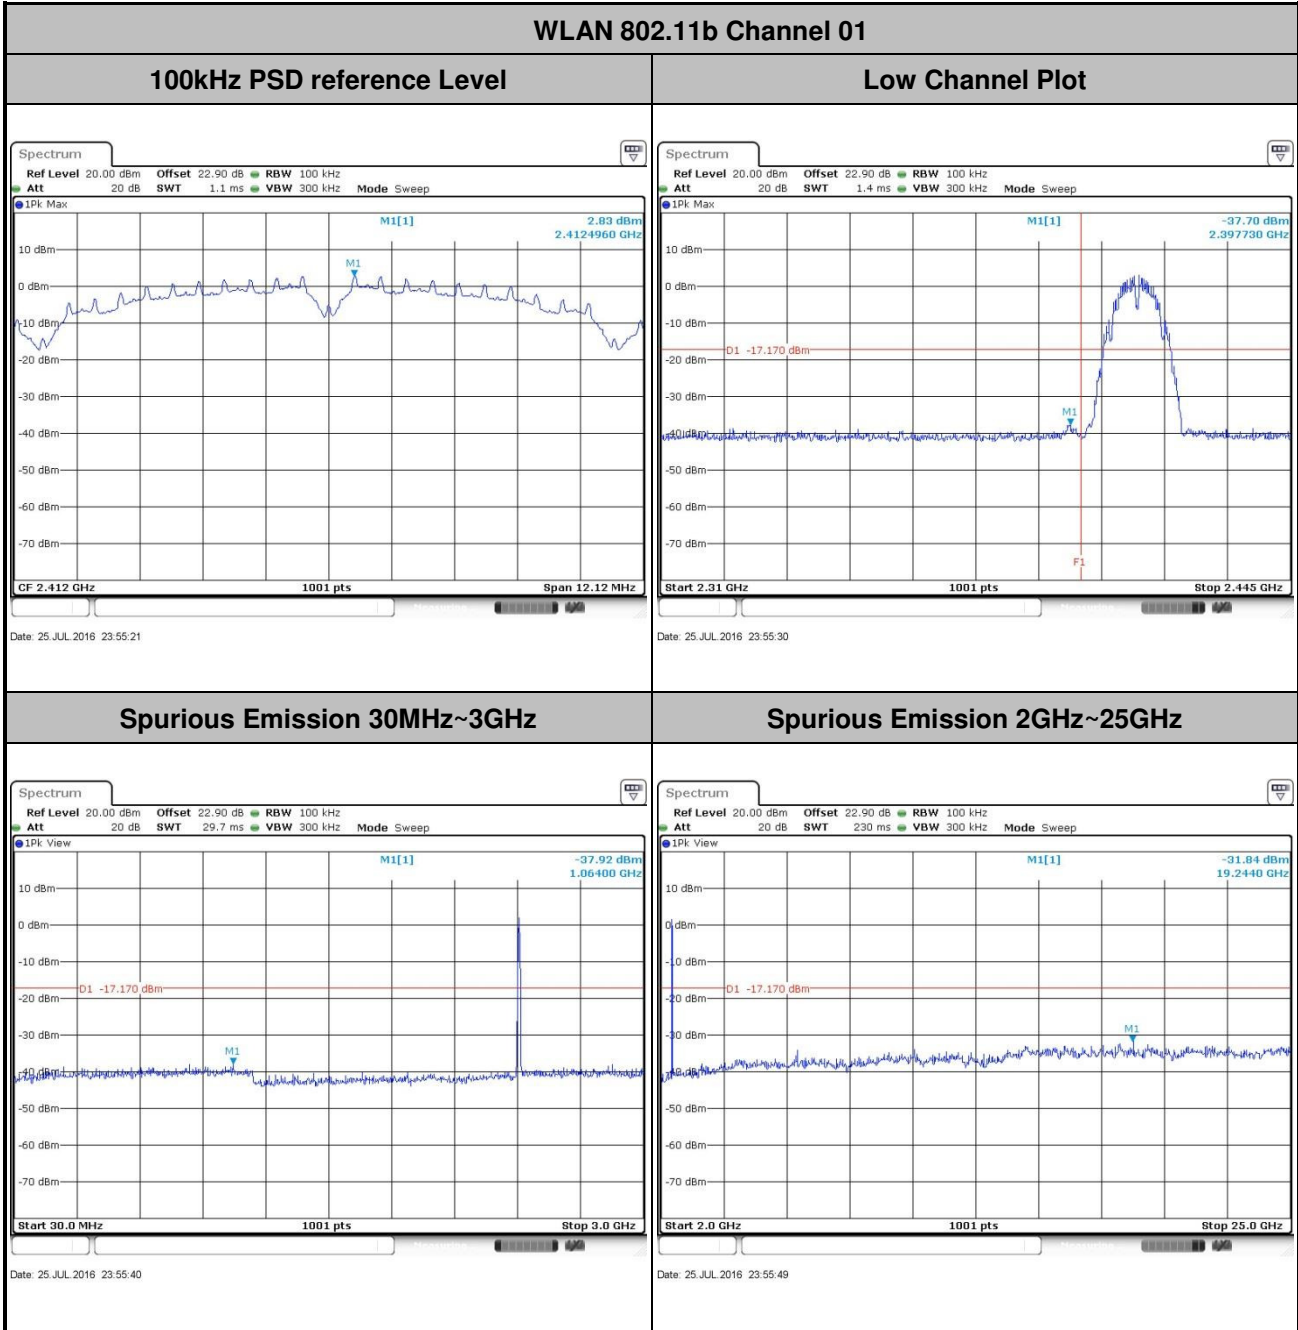 WLAN 802.11b Channel 01
100kHz PSD reference Level
Low Channel Plot
Spectrum
Ref Level 20.00 dBm Offset 22.90 dB RBW 100 kHz
Att 20 dB SWT 1.1 ms VBW 300 kHz Mode Sweep
1Pk Max
M1[1] 2.83 dBm
2.4124960 GHz
10 dBm
M1
0 dBm
-10 dBm
-20 dBm
-30 dBm
-40 dBm
-50 dBm
-60 dBm
-70 dBm
CF 2.412 GHz 1001 pts Span 12.12 MHz
Date: 25.JUL.2016 23:55:21
Spectrum
Ref Level 20.00 dBm Offset 22.90 dB RBW 100 kHz
Att 20 dB SWT 1.4 ms VBW 300 kHz Mode Sweep
1Pk Max
M1[1] -37.70 dBm
2.397730 GHz
10 dBm
0 dBm
-10 dBm
D1 -17.170 dBm
-20 dBm
-30 dBm
M1
-40 dBm
-50 dBm
-60 dBm
-70 dBm
F1
Start 2.31 GHz 1001 pts Stop 2.445 GHz
Date: 25.JUL.2016 23:55:30
Spurious Emission 30MHz~3GHz
Spurious Emission 2GHz~25GHz
Spectrum
Ref Level 20.00 dBm Offset 22.90 dB RBW 100 kHz
Att 20 dB SWT 29.7 ms VBW 300 kHz Mode Sweep
1Pk View
M1[1] -37.92 dBm
1.06400 GHz
10 dBm
0 dBm
-10 dBm
D1 -17.170 dBm
-20 dBm
-30 dBm
M1
-40 dBm
-50 dBm
-60 dBm
-70 dBm
Start 30.0 MHz 1001 pts Stop 3.0 GHz
Date: 25.JUL.2016 23:55:40
Spectrum
Ref Level 20.00 dBm Offset 22.90 dB RBW 100 kHz
Att 20 dB SWT 230 ms VBW 300 kHz Mode Sweep
1Pk View
M1[1] -31.84 dBm
19.2440 GHz
10 dBm
0 dBm
-10 dBm
D1 -17.170 dBm
-20 dBm
M1
-30 dBm
-40 dBm
-50 dBm
-60 dBm
-70 dBm
Start 2.0 GHz 1001 pts Stop 25.0 GHz
Date: 25.JUL.2016 23:55:49